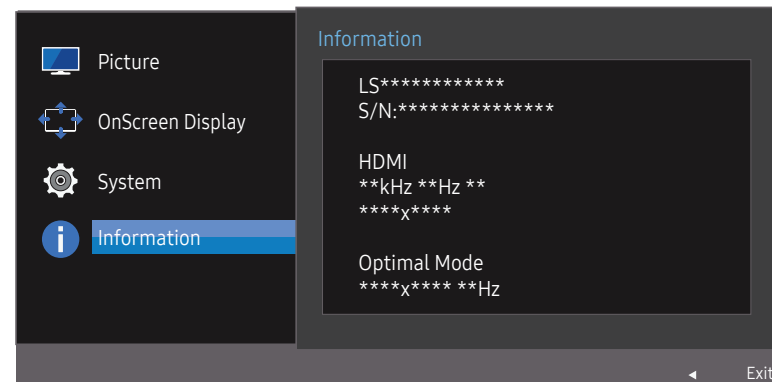 Picture
OnScreen Display
System
Information
Information
LS************
S/N:***************
HDMI
**kHz **Hz **
****x****
Optimal Mode
****x**** **Hz
◄ Exit